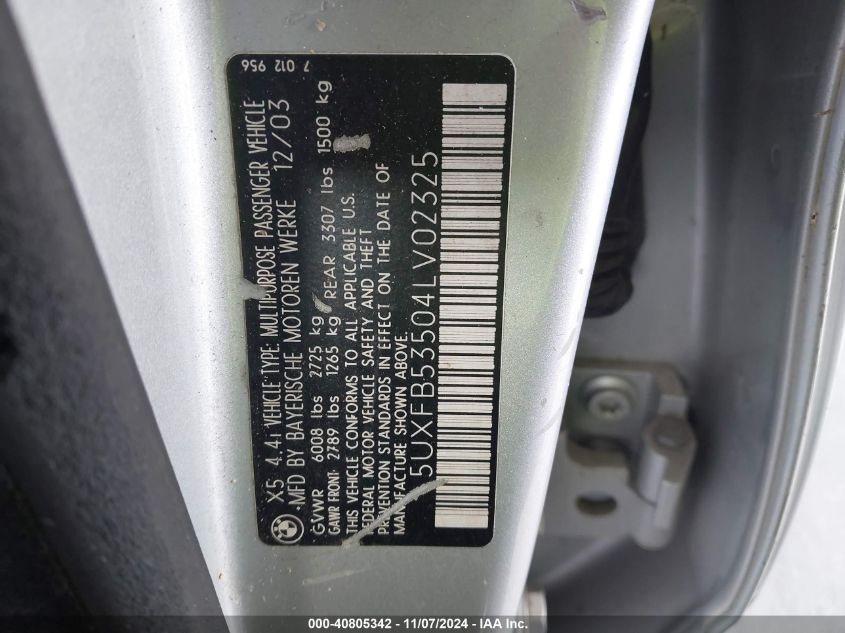 7 012 956
X5 4.4i VEHICLE TYPE: MULTIPURPOSE PASSENGER VEHICLE
MFD BY BAYERISCHE MOTOREN WERKE 12/03
GVWR 6008 lbs 2725 kg
GAWR FRONT: 2789 lbs 1265 kg REAR 3307 lbs 1500 kg
THIS VEHICLE CONFORMS TO ALL APPLICABLE U.S.
FEDERAL MOTOR VEHICLE SAFETY AND THEFT
PREVENTION STANDARDS IN EFFECT ON THE DATE OF
MANUFACTURE SHOWN ABOVE.
5UXFB53504LV02325
000-40805342 - 11/07/2024 - IAA Inc.